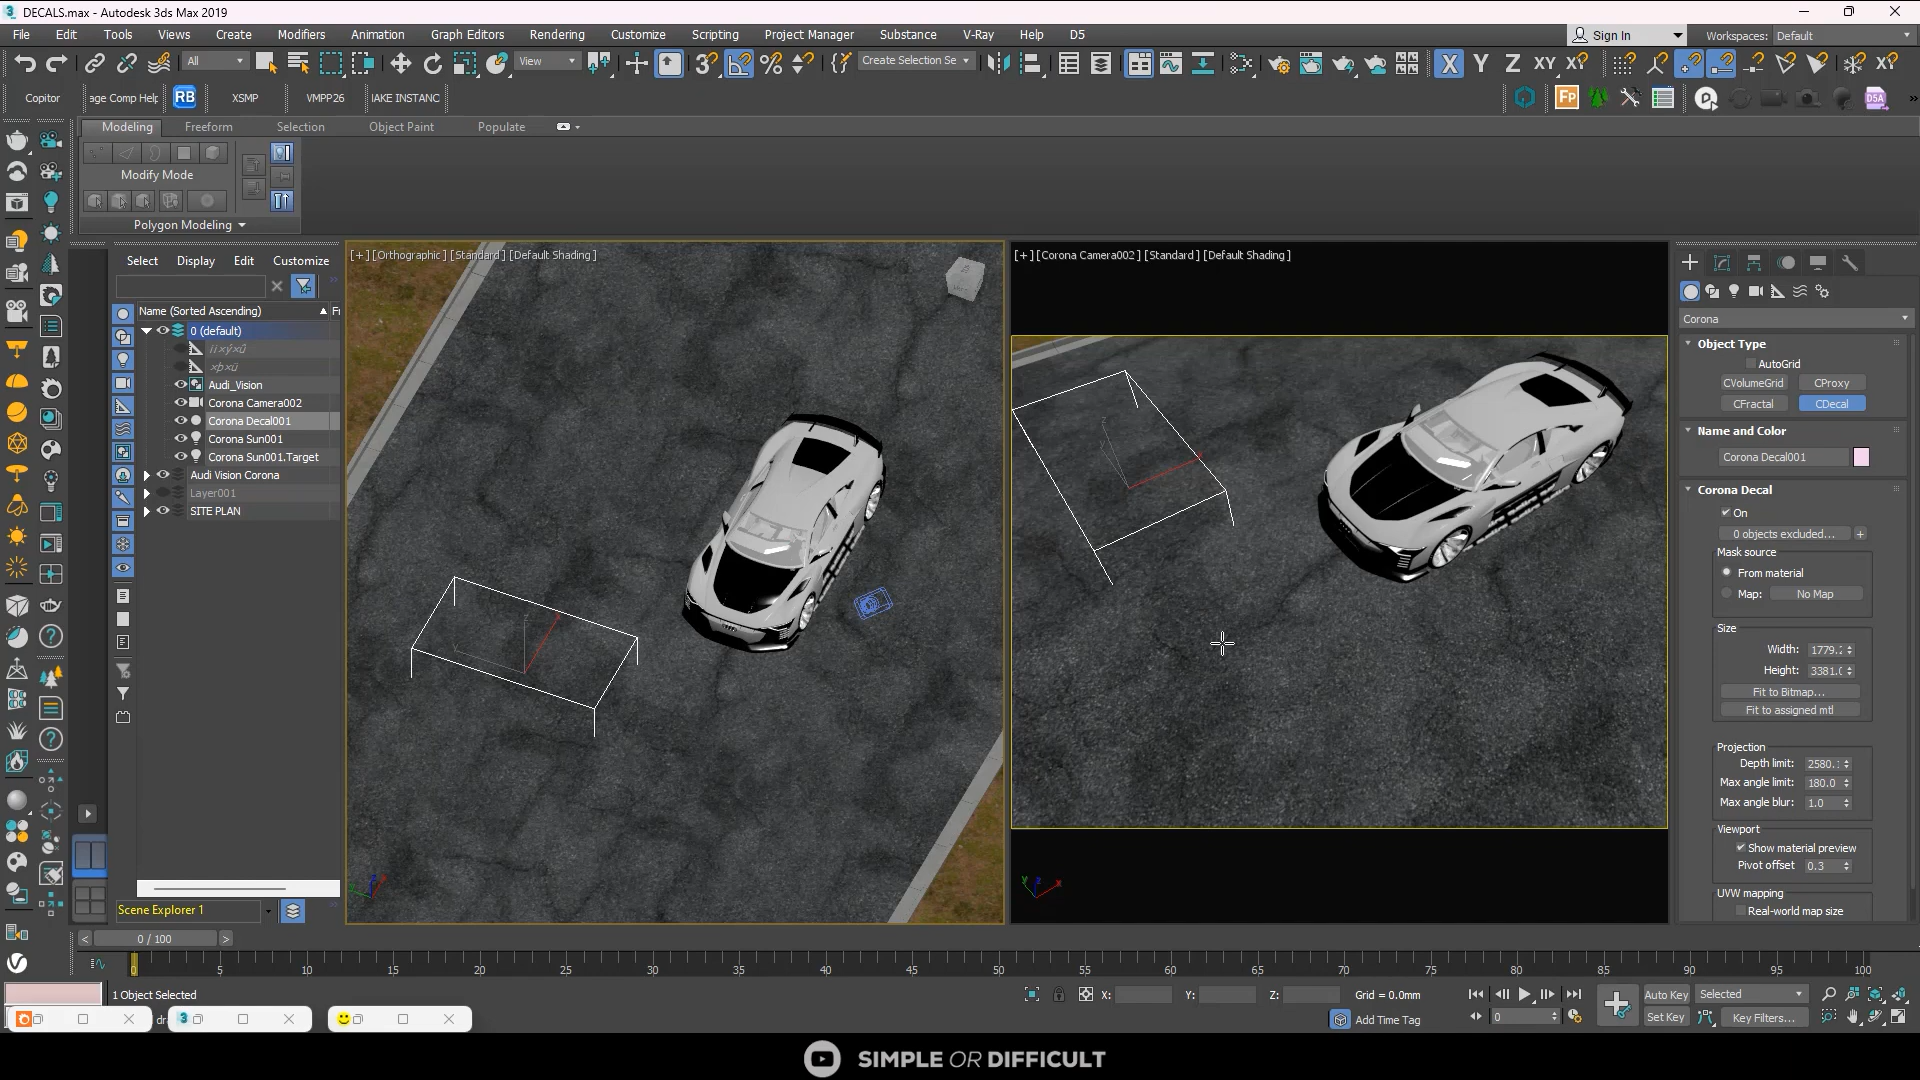 DECALS.max - Autodesk 3ds Max 2019
File Edit Tools Views Create Modifiers Animation Graph Editors Rendering Customize Scripting Project Manager Substance V-Ray Help D5
Sign In Workspaces: Default
All View Create Selection Se X Y Z XY XY
Copitor age Comp Help RB XSMP VMPP26 IAKE INSTANC Fp D5A »
Modeling Freeform Selection Object Paint Populate
Modify Mode
Polygon Modeling
Select Display Edit Customize
Name (Sorted Ascending)
0 (default)
Audi_Vision
Corona Camera002
Corona Decal001
Corona Sun001
Corona Sun001.Target
Audi Vision Corona
Layer001
SITE PLAN
Scene Explorer 1
[+] [Orthographic] [Standard] [Default Shading]
[+] [Corona Camera002] [Standard] [Default Shading]
Corona
Object Type
AutoGrid
CVolumeGrid CProxy
CFractal CDecal
Name and Color
Corona Decal001
Corona Decal
On
0 objects excluded... +
Mask source
From material
Map: No Map
Size
Width: 1779.2
Height: 3381.0
Fit to Bitmap...
Fit to assigned mtl
Projection
Depth limit: 2580.
Max angle limit: 180.0
Max angle blur: 1.0
Viewport
Show material preview
Pivot offset 0.3
UVW mapping
Real-world map size
< 0 / 100 >
0 5 10 15 20 25 30 35 40 45 50 55 60 65 70 75 80 85 90 95 100
1 Object Selected X: Y: Z: Grid = 0.0mm Auto Key Selected
Add Time Tag 0 Set Key Key Filters...
SIMPLE OR DIFFICULT